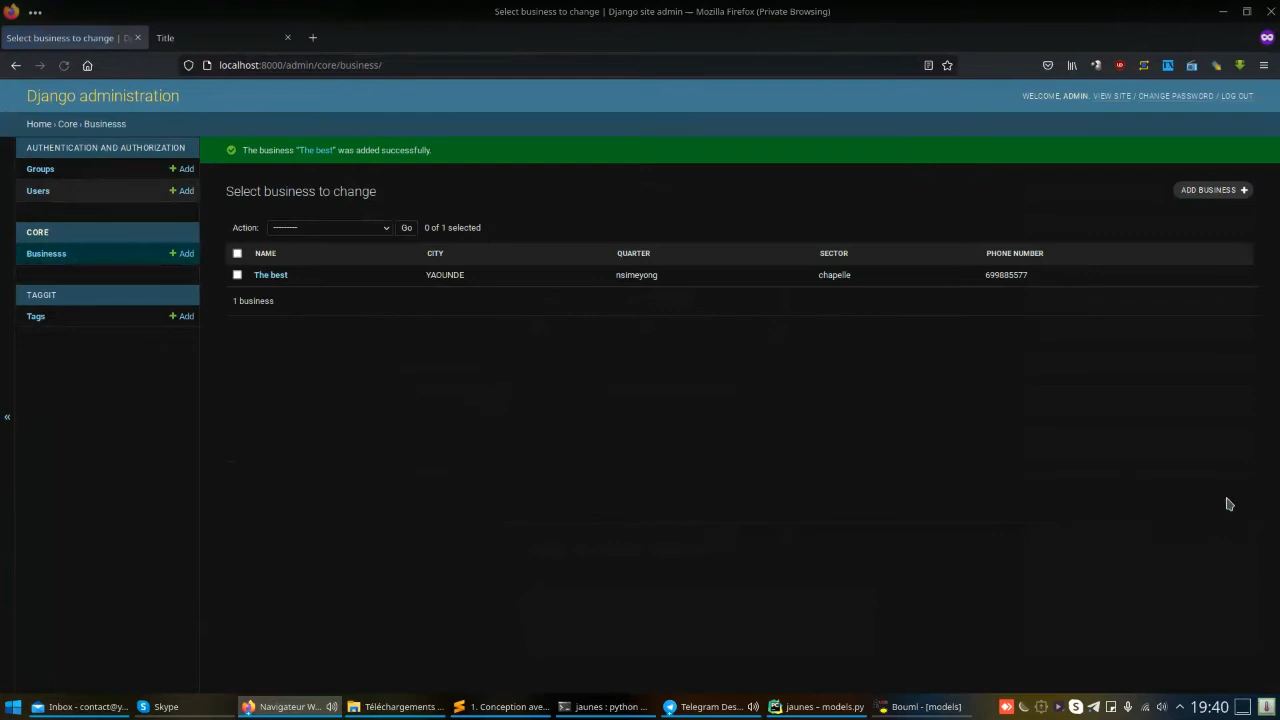 Select business to change | Django site admin — Mozilla Firefox (Private Browsing)
Select business to change | D
Title
localhost:8000/admin/core/business/
Django administration
WELCOME, ADMIN. VIEW SITE / CHANGE PASSWORD / LOG OUT
Home › Core › Businesss
AUTHENTICATION AND AUTHORIZATION
Groups + Add
Users + Add
CORE
Businesss + Add
TAGGIT
Tags + Add
«
The business “The best” was added successfully.
Select business to change
ADD BUSINESS +
Action: --------- Go 0 of 1 selected
NAME CITY QUARTER SECTOR PHONE NUMBER
The best YAOUNDE nsimeyong chapelle 699885577
1 business
Inbox - contact@y...
Skype
Navigateur W...
Téléchargements ...
1. Conception ave...
jaunes : python ...
Telegram Des...
jaunes – models.py
Bouml - [models]
19:40